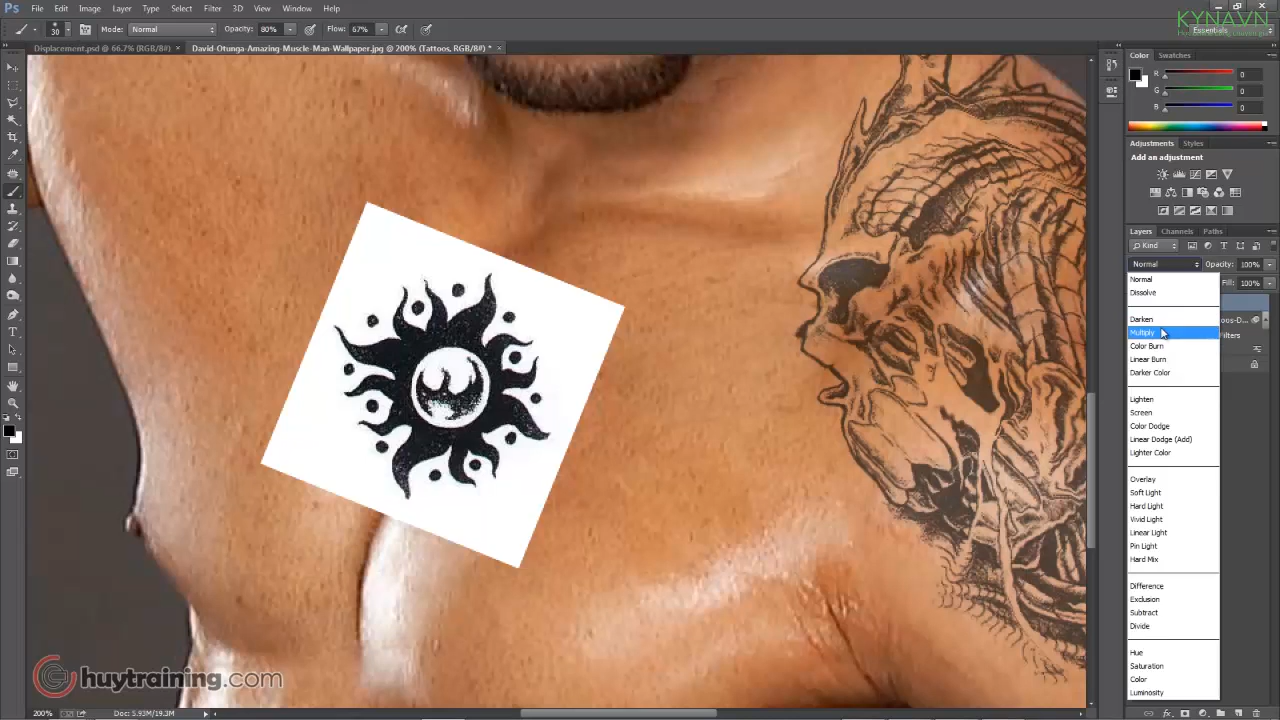 Ps File Edit Image Layer Type Select Filter 3D View Window Help
KYNAVN
30 Mode: Normal Opacity: 80% Flow: 67% Essentials
Displacement.psd @ 66.7% (RGB/8) × David-Otunga-Amazing-Muscle-Man-Wallpaper.jpg @ 200% (Tattoos, RGB/8#) * ×
Color Swatches
R 0
G 0
B 0
Adjustments Styles
Add an adjustment
Layers Channels Paths
Kind
Normal Opacity: 100%
Fill: 100%
Normal
Dissolve
Darken
Multiply
Color Burn
Linear Burn
Darker Color
Lighten
Screen
Color Dodge
Linear Dodge (Add)
Lighter Color
Overlay
Soft Light
Hard Light
Vivid Light
Linear Light
Pin Light
Hard Mix
Difference
Exclusion
Subtract
Divide
Hue
Saturation
Color
Luminosity
oos-D...
ilters
huytraining.com
200% Doc: 5.93M/19.3M